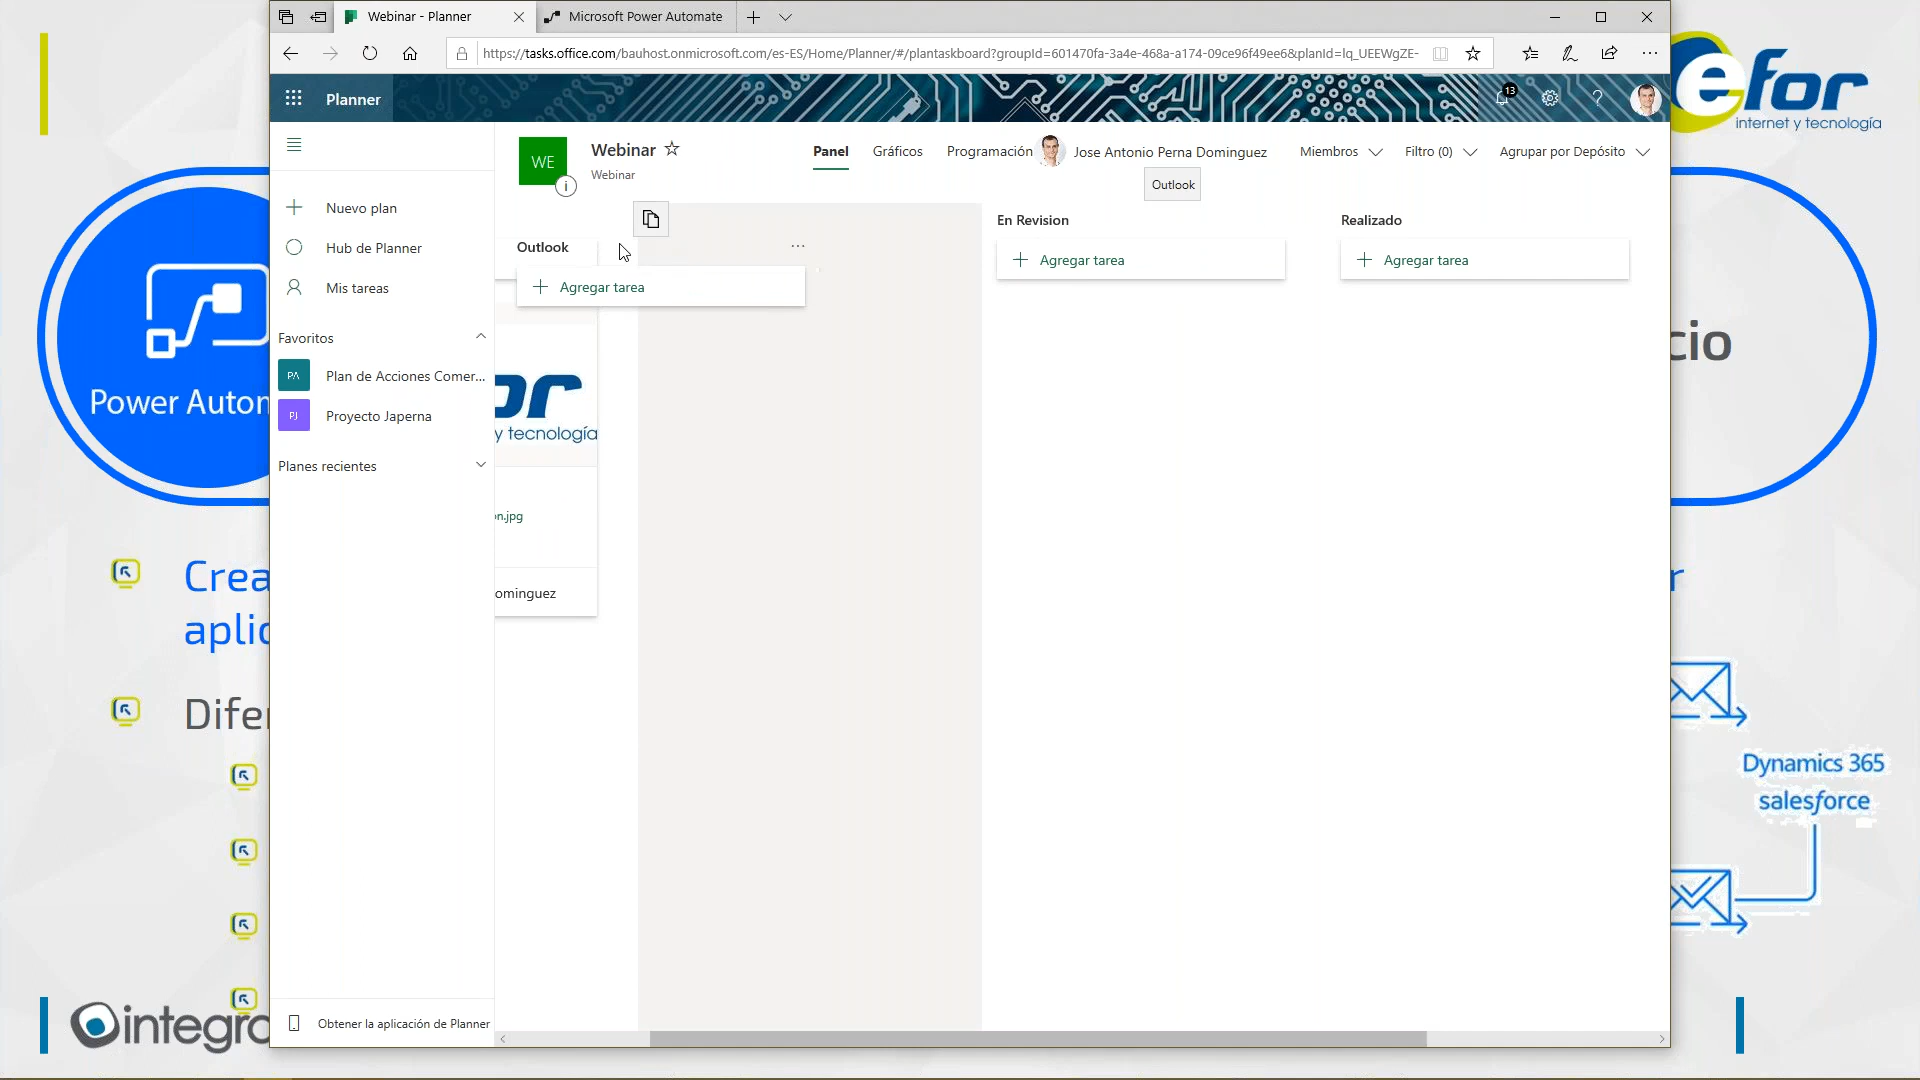 Webinar - Planner
Microsoft Power Automate
https://tasks.office.com/bauhost.onmicrosoft.com/es-ES/Home/Planner/#/plantaskboard?groupId=601470fa-3a4e-468a-a174-09ce96f49ee6&planId=lq_UEEWgZE-
Planner
13
efor
internet y tecnología
WE
i
Webinar
Webinar
Panel
Gráficos
Programación
Jose Antonio Perna Dominguez
Miembros
Filtro (0)
Agrupar por Depósito
Outlook
Nuevo plan
Hub de Planner
Mis tareas
Favoritos
PA
Plan de Acciones Comer...
PJ
Proyecto Japerna
Planes recientes
Outlook
Agregar tarea
En Revision
Agregar tarea
Realizado
Agregar tarea
or
y tecnología
n.jpg
ominguez
Power Autom
cio
Crea
aplic
r
Difer
Dynamics 365
salesforce
integro
Obtener la aplicación de Planner